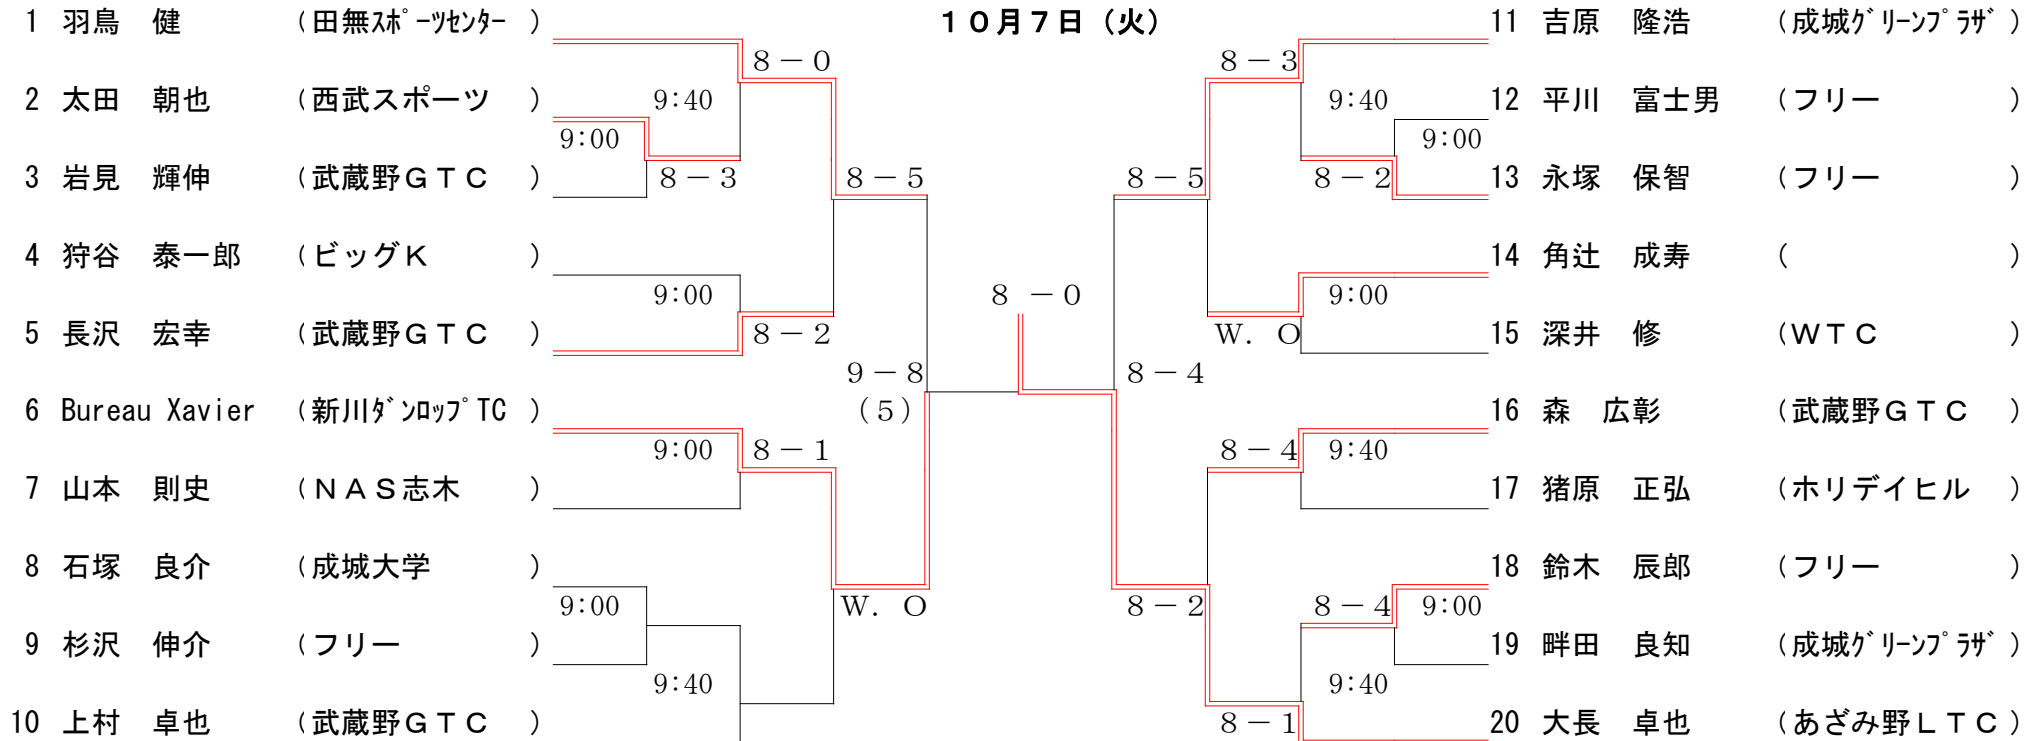 １０月７日（火）
1 羽鳥　健 （田無ｽﾎﾟｰﾂｾﾝﾀｰ ）
8－0
2 太田　朝也 （西武スポーツ ）
9:40
9:00
3 岩見　輝伸 （武蔵野ＧＴＣ ）
8－3
8－5
4 狩谷　泰一郎 （ビッグＫ ）
9:00
5 長沢　宏幸 （武蔵野ＧＴＣ ）
8－2
9－8
（5）
6 Bureau Xavier （新川ﾀﾞﾝﾛｯﾌﾟTC ）
9:00
8－1
7 山本　則史 （ＮＡＳ志木 ）
8 石塚　良介 （成城大学 ）
9:00
W. O
9 杉沢　伸介 （フリー ）
9:40
10 上村　卓也 （武蔵野ＧＴＣ ）
8 －0
11 吉原　隆浩 （成城ｸﾞﾘｰﾝﾌﾟﾗｻﾞ ）
8－3
12 平川　富士男 （フリー ）
9:40
9:00
13 永塚　保智 （フリー ）
8－2
8－5
14 角辻　成寿 （ ）
9:00
W. O
15 深井　修 （ＷＴＣ ）
8－4
16 森　広彰 （武蔵野ＧＴＣ ）
8－4
9:40
17 猪原　正弘 （ホリデイヒル ）
18 鈴木　辰郎 （フリー ）
8－2
8－4
9:00
19 畔田　良知 （成城ｸﾞﾘｰﾝﾌﾟﾗｻﾞ ）
9:40
20 大長　卓也 （あざみ野ＬＴＣ ）
8－1